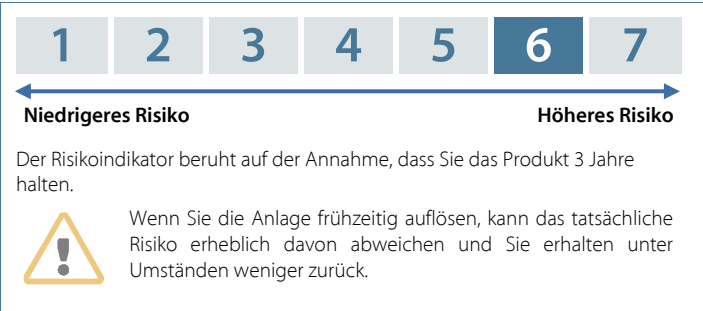 1 2 3 4 5 6 7
Niedrigeres Risiko Höheres Risiko
Der Risikoindikator beruht auf der Annahme, dass Sie das Produkt 3 Jahre
halten.
Wenn Sie die Anlage frühzeitig auflösen, kann das tatsächliche
Risiko erheblich davon abweichen und Sie erhalten unter
Umständen weniger zurück.